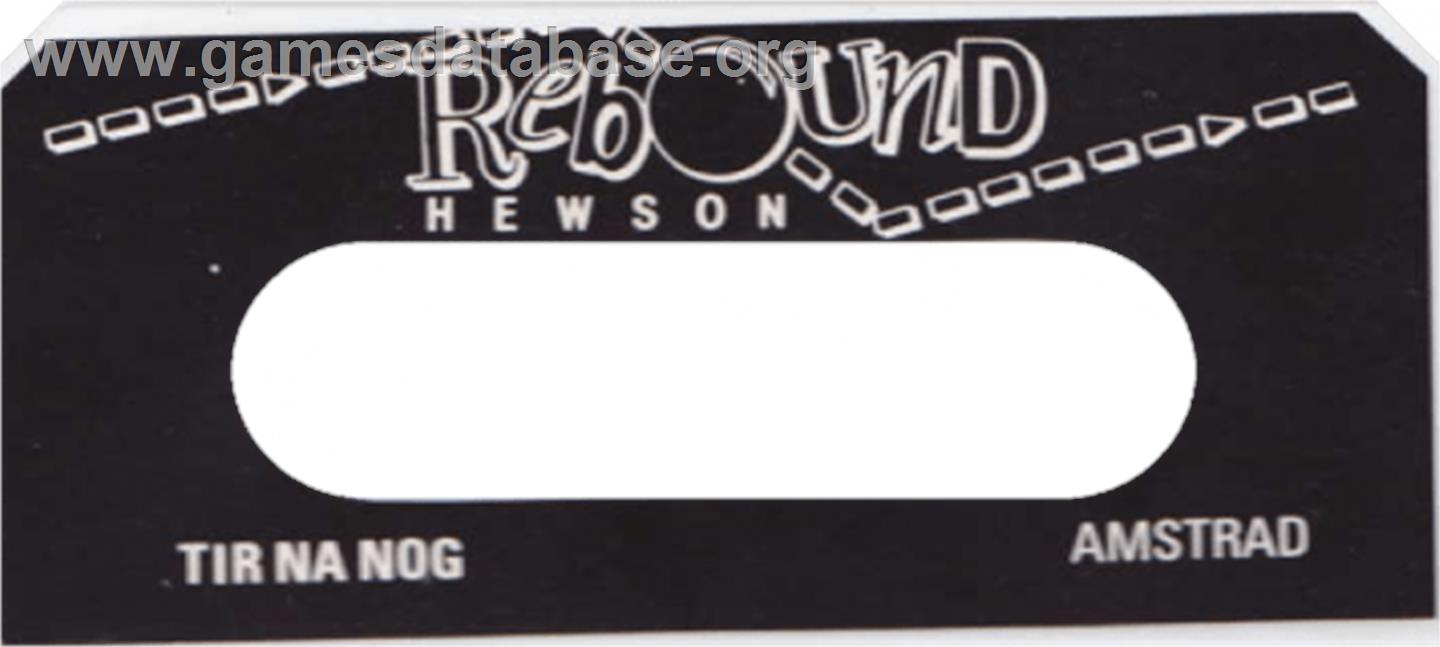 www.gamesdatabase.org
RebOunD
HEWSON
TIR NA NOG
AMSTRAD